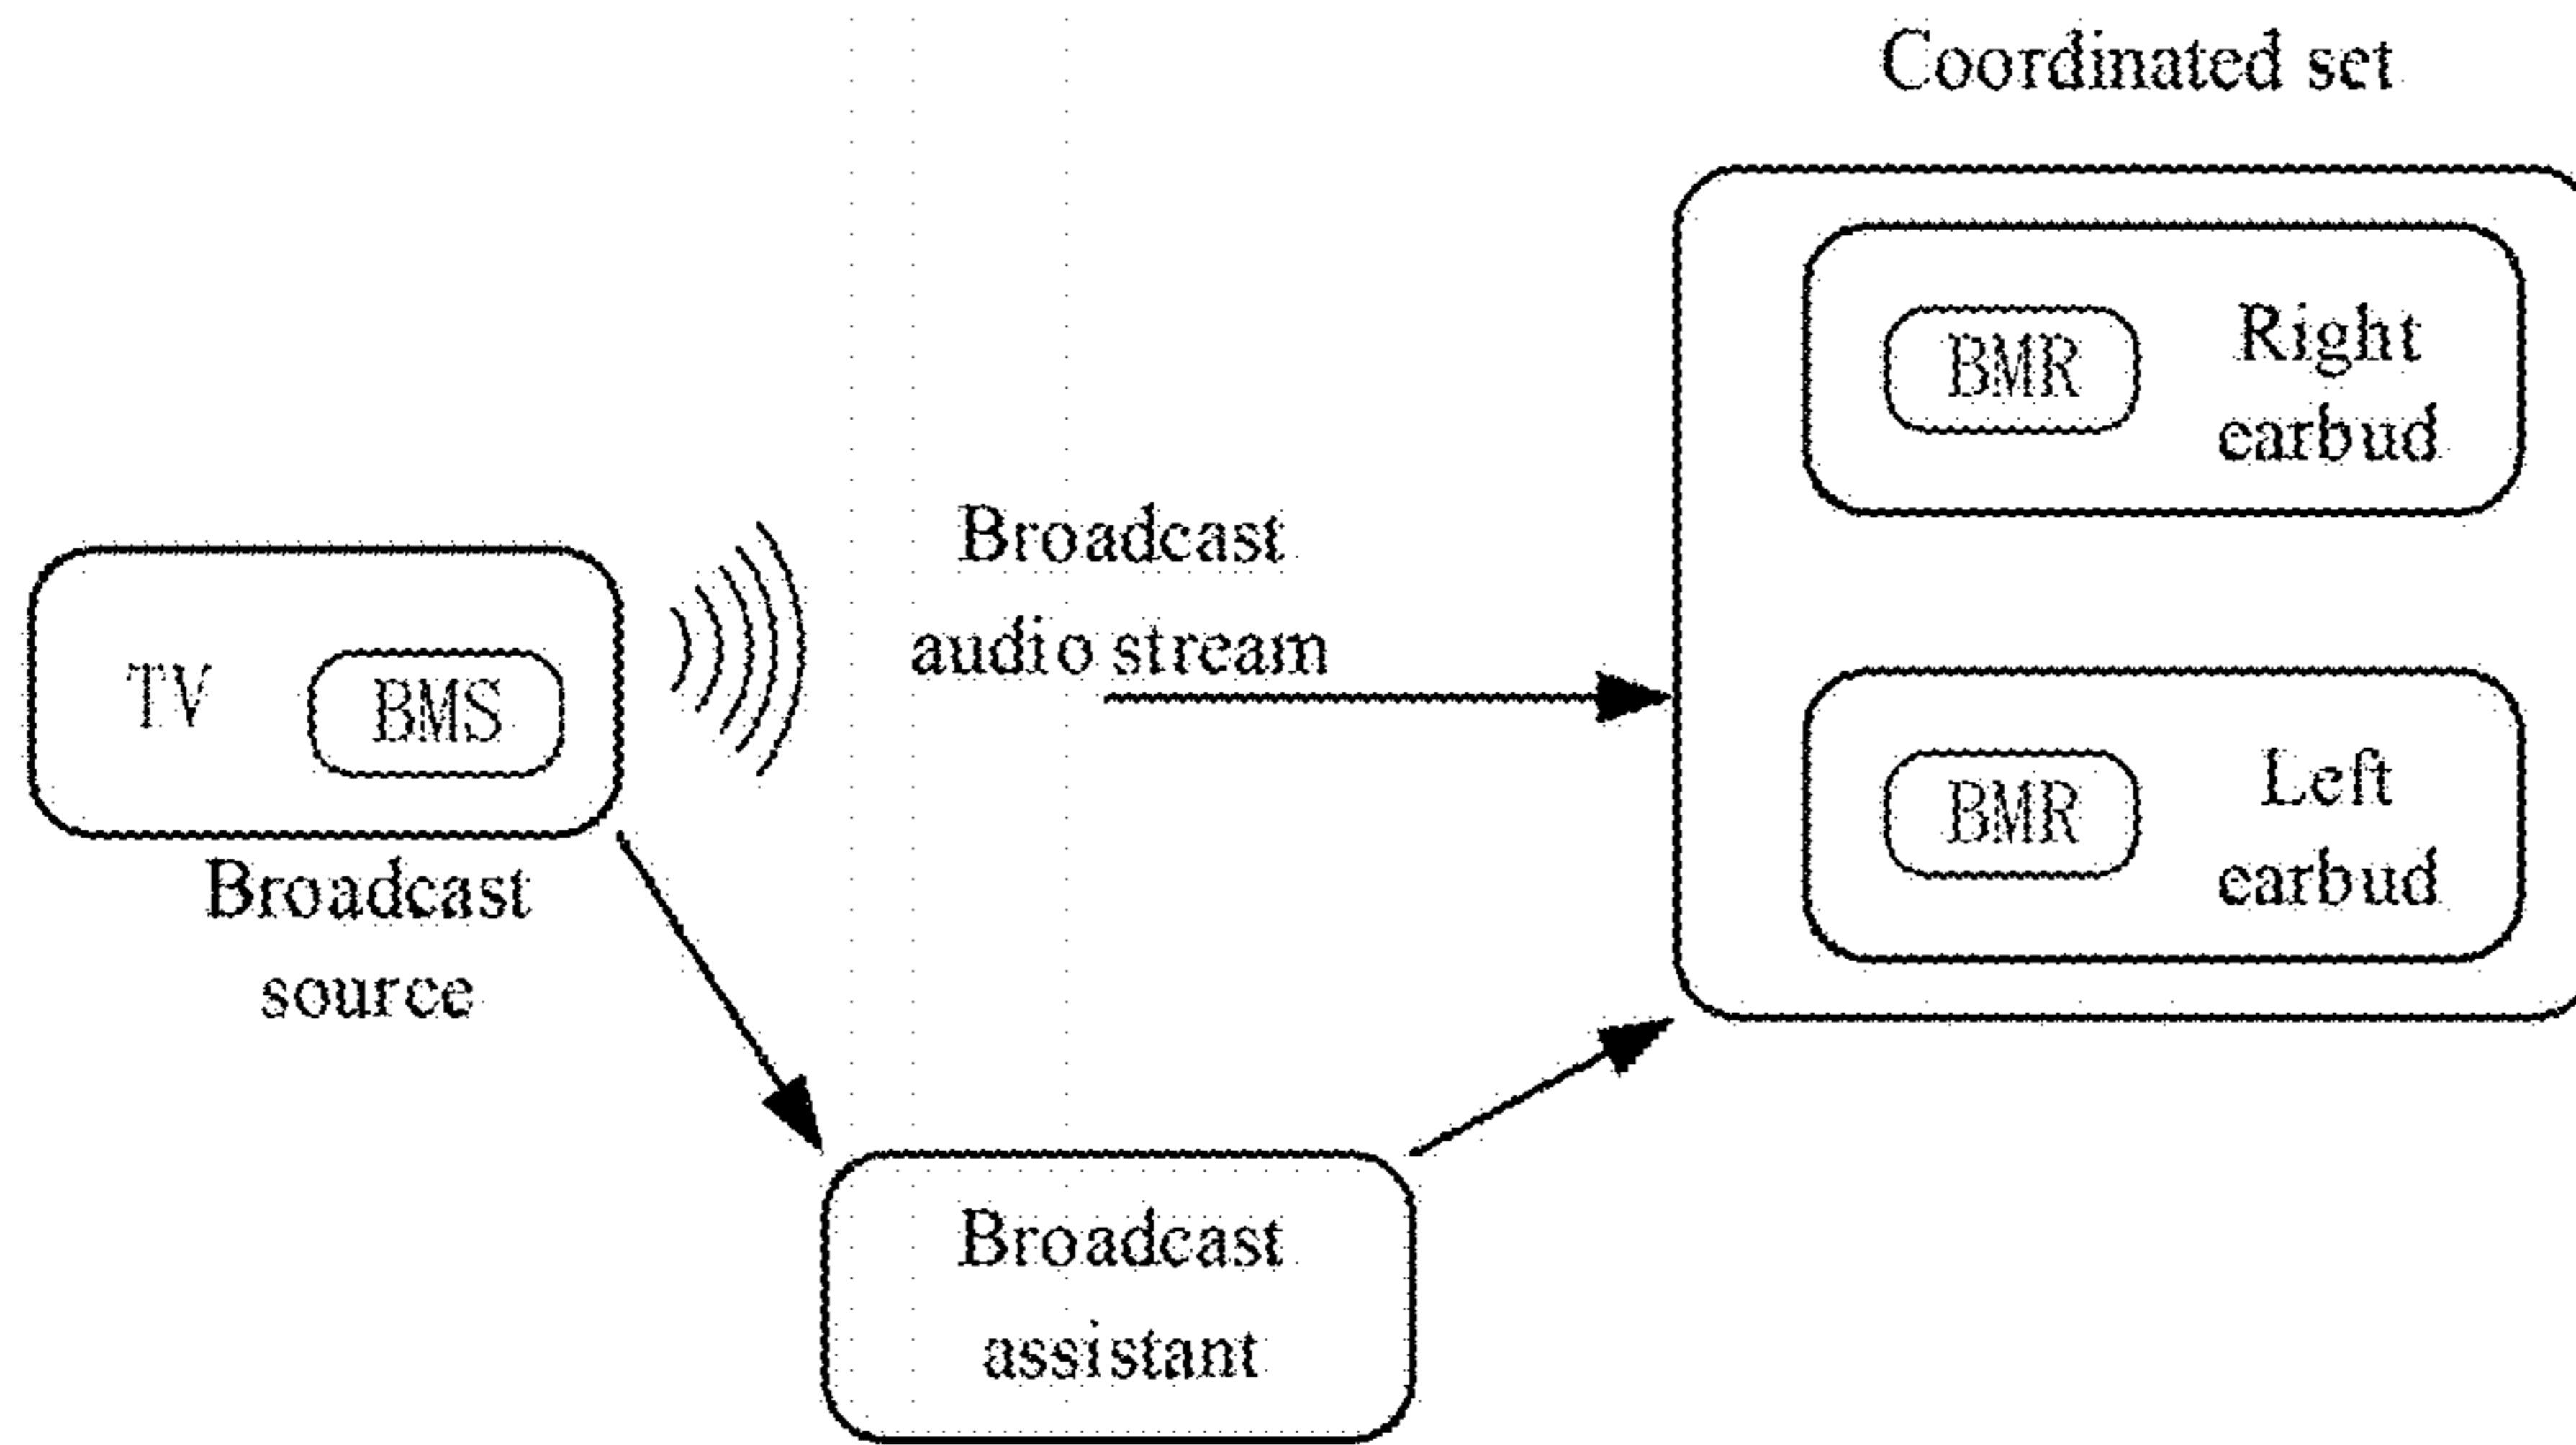 Coordinated set
BMR
Right
earbud
Broadcast
audio stream
TV
BMS
BMR
Left
earbud
Broadcast
source
Broadcast
assistant